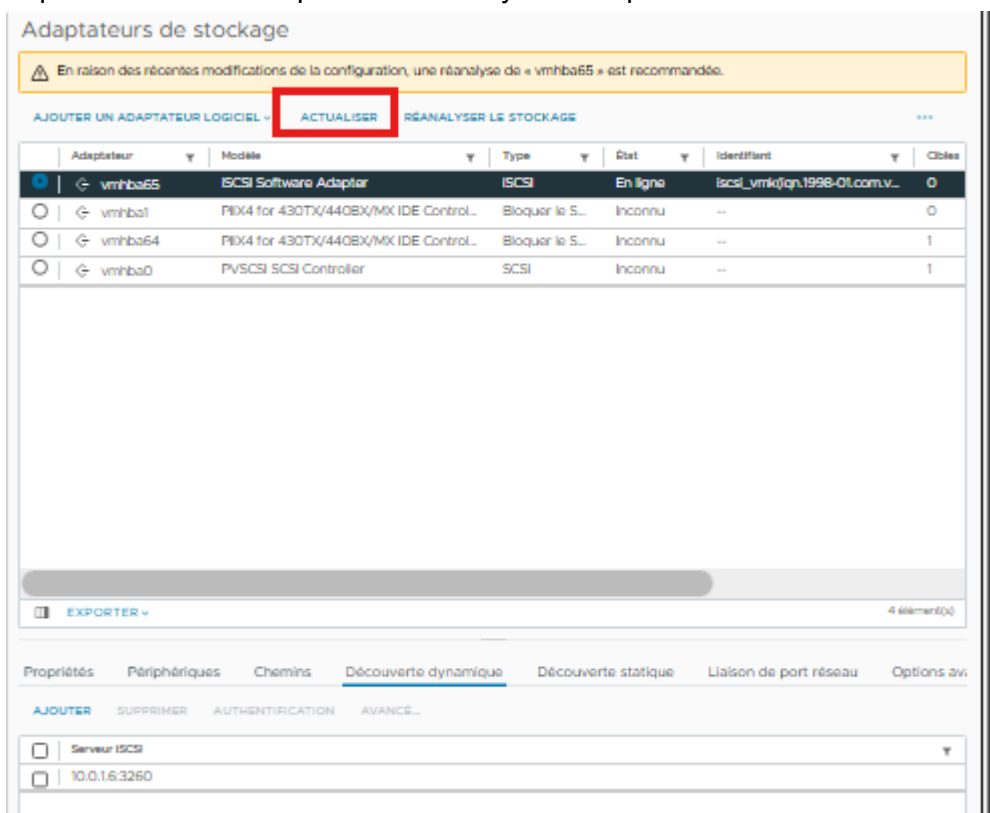 Adaptateurs de stockage
En raison des récentes modifications de la configuration, une réanalyse de « vmhba65 » est recommandée.
AJOUTER UN ADAPTATEUR LOGICIEL ACTUALISER RÉANALYSER LE STOCKAGE ...
Adaptateur Modèle Type État Identifiant Cibles
vmhba65 iSCSI Software Adapter iSCSI En ligne iscsi_vmk(iqn.1998-01.com.v... 0
vmhba1 PIIX4 for 430TX/440BX/MX IDE Control... Bloquer le S... Inconnu -- 0
vmhba64 PIIX4 for 430TX/440BX/MX IDE Control... Bloquer le S... Inconnu -- 1
vmhba0 PVSCSI SCSI Controller SCSI Inconnu -- 1
EXPORTER 4 élément(s)
Propriétés Périphériques Chemins Découverte dynamique Découverte statique Liaison de port réseau Options av
AJOUTER SUPPRIMER AUTHENTIFICATION AVANCÉ...
Serveur iSCSI
10.0.1.6:3260